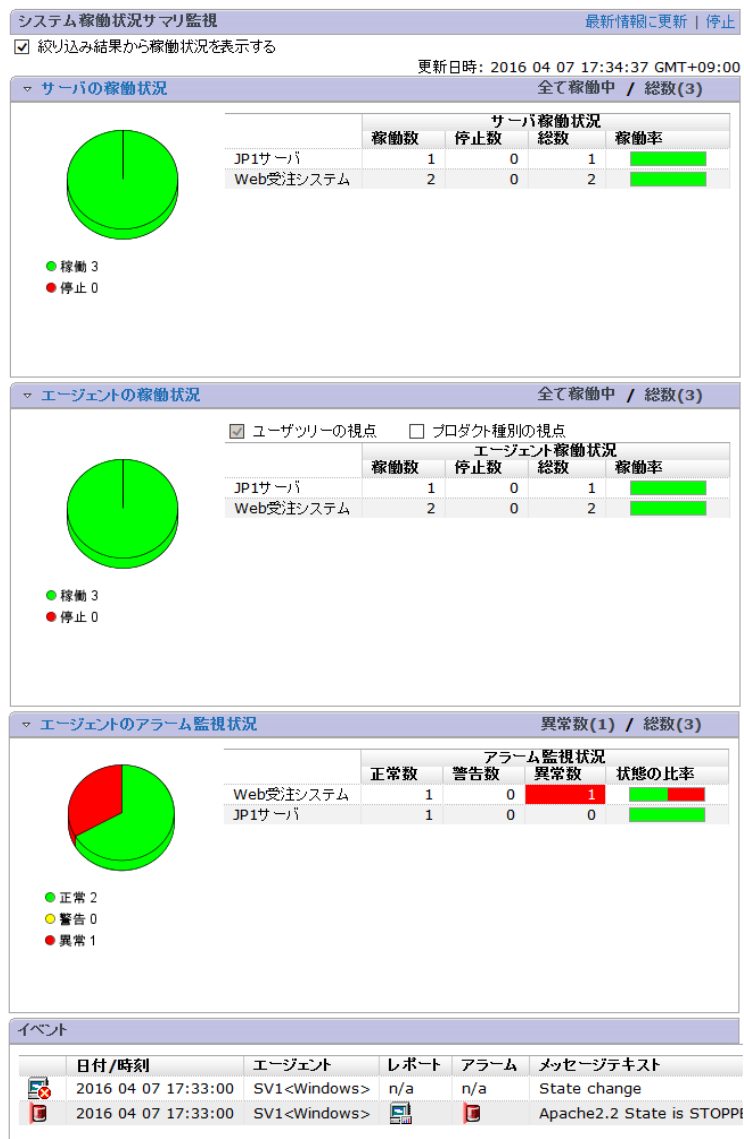 システム稼働状況サマリ監視 最新情報に更新 | 停止
絞り込み結果から稼働状況を表示する
更新日時: 2016 04 07 17:34:37 GMT+09:00
サーバの稼働状況 全て稼働中 / 総数(3)
サーバ稼働状況
稼働数 停止数 総数 稼働率
JP1サーバ 1 0 1
Web受注システム 2 0 2
稼働 3
停止 0
エージェントの稼働状況 全て稼働中 / 総数(3)
ユーザツリーの視点 プロダクト種別の視点
エージェント稼働状況
稼働数 停止数 総数 稼働率
JP1サーバ 1 0 1
Web受注システム 2 0 2
稼働 3
停止 0
エージェントのアラーム監視状況 異常数(1) / 総数(3)
アラーム監視状況
正常数 警告数 異常数 状態の比率
Web受注システム 1 0 1
JP1サーバ 1 0 0
正常 2
警告 0
異常 1
イベント
日付/時刻 エージェント レポート アラーム メッセージテキスト
2016 04 07 17:33:00 SV1<Windows> n/a n/a State change
2016 04 07 17:33:00 SV1<Windows> Apache2.2 State is STOPPE